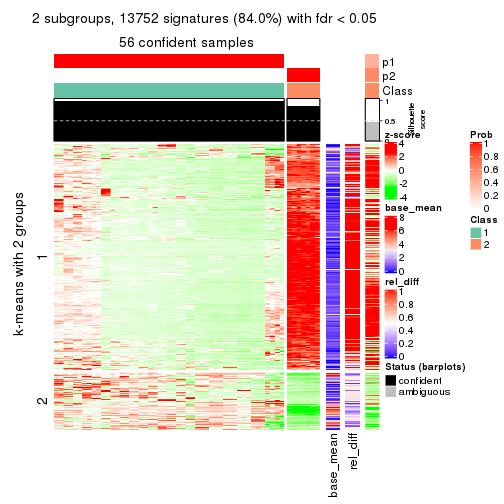 2 subgroups, 13752 signatures (84.0%) with fdr < 0.05
56 confident samples
p1
p2
Class
1
0.5
0
Silhouette
score
k-means with 2 groups
1
2
base_mean
rel_diff
z-score
4
2
0
-2
-4
base_mean
8
6
4
2
0
rel_diff
1
0.8
0.6
0.4
0.2
0
Status (barplots)
confident
ambiguous
Prob
1
0.8
0.6
0.4
0.2
0
Class
1
2